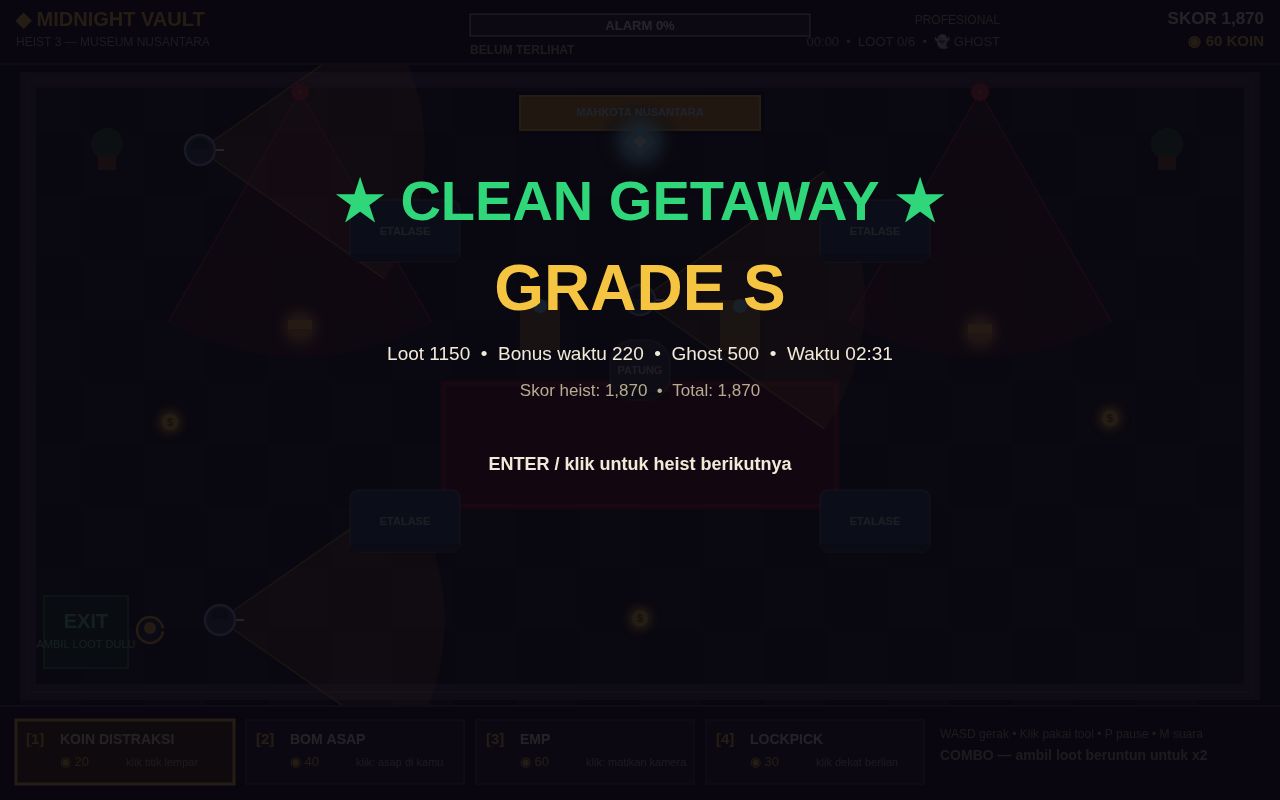 ◆ MIDNIGHT VAULT
HEIST 3 — MUSEUM NUSANTARA
ALARM 0%
BELUM TERLIHAT
PROFESIONAL
00:00 • LOOT 0/6 • 👻 GHOST
SKOR 1,870
◉ 60 KOIN
MAHKOTA NUSANTARA
★ CLEAN GETAWAY ★
ETALASE
ETALASE
GRADE S
Loot 1150 • Bonus waktu 220 • Ghost 500 • Waktu 02:31
PATUNG
Skor heist: 1,870 • Total: 1,870
$
$
ENTER / klik untuk heist berikutnya
ETALASE
ETALASE
EXIT
AMBIL LOOT DULU
$
[1] KOIN DISTRAKSI
◉ 20 klik titik lempar
[2] BOM ASAP
◉ 40 klik: asap di kamu
[3] EMP
◉ 60 klik: matikan kamera
[4] LOCKPICK
◉ 30 klik dekat berlian
WASD gerak • Klik pakai tool • P pause • M suara
COMBO — ambil loot beruntun untuk x2